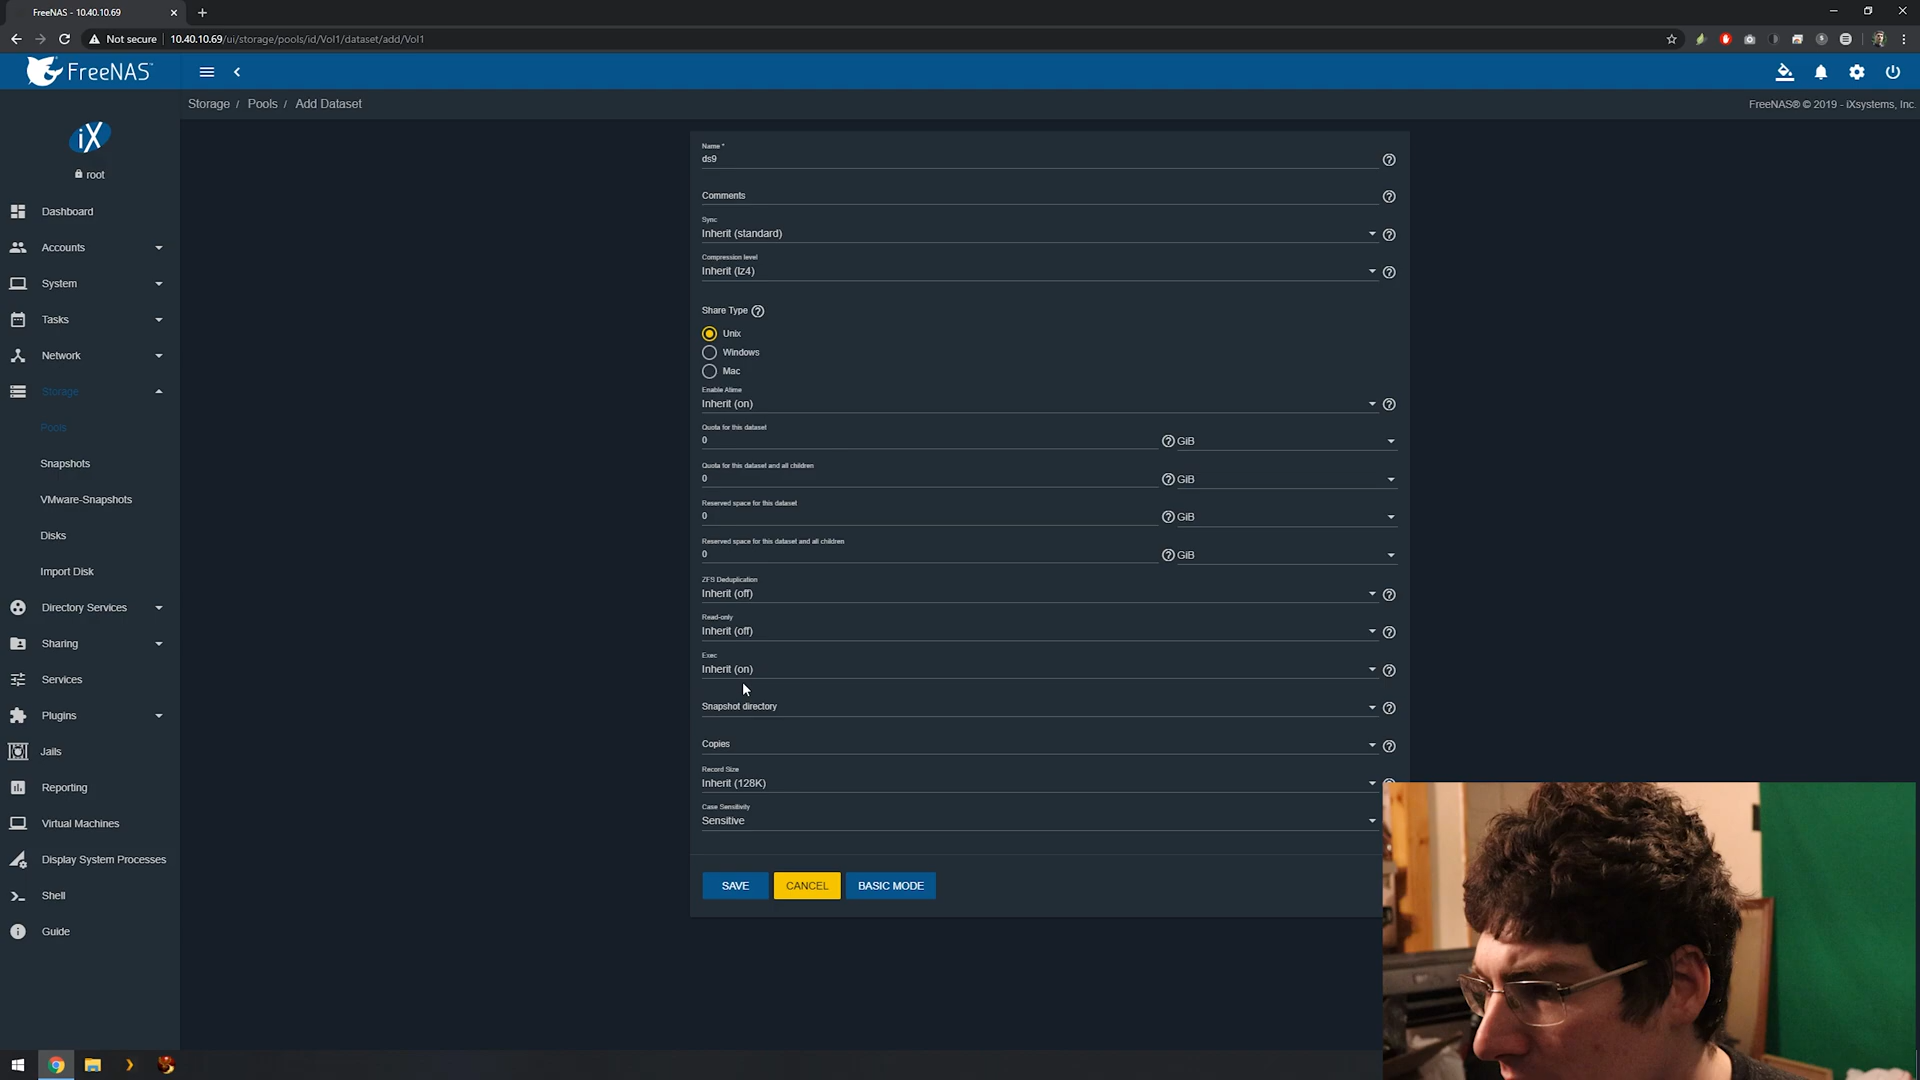 FreeNAS - 10.40.10.69
Not secure
10.40.10.69/ui/storage/pools/id/Vol1/dataset/add/Vol1
FreeNAS
Storage / Pools / Add Dataset
FreeNAS® © 2019 - iXsystems, Inc.
iX
root
Dashboard
Accounts
System
Tasks
Network
Storage
Pools
Snapshots
VMware-Snapshots
Disks
Import Disk
Directory Services
Sharing
Services
Plugins
Jails
Reporting
Virtual Machines
Display System Processes
Shell
Guide
Name *
ds9
Comments
Sync
Inherit (standard)
Compression level
Inherit (lz4)
Share Type
Unix
Windows
Mac
Enable Atime
Inherit (on)
Quota for this dataset
0 GiB
Quota for this dataset and all children
0 GiB
Reserved space for this dataset
0 GiB
Reserved space for this dataset and all children
0 GiB
ZFS Deduplication
Inherit (off)
Read-only
Inherit (off)
Exec
Inherit (on)
Snapshot directory
Copies
Record Size
Inherit (128K)
Case Sensitivity
Sensitive
SAVE CANCEL BASIC MODE